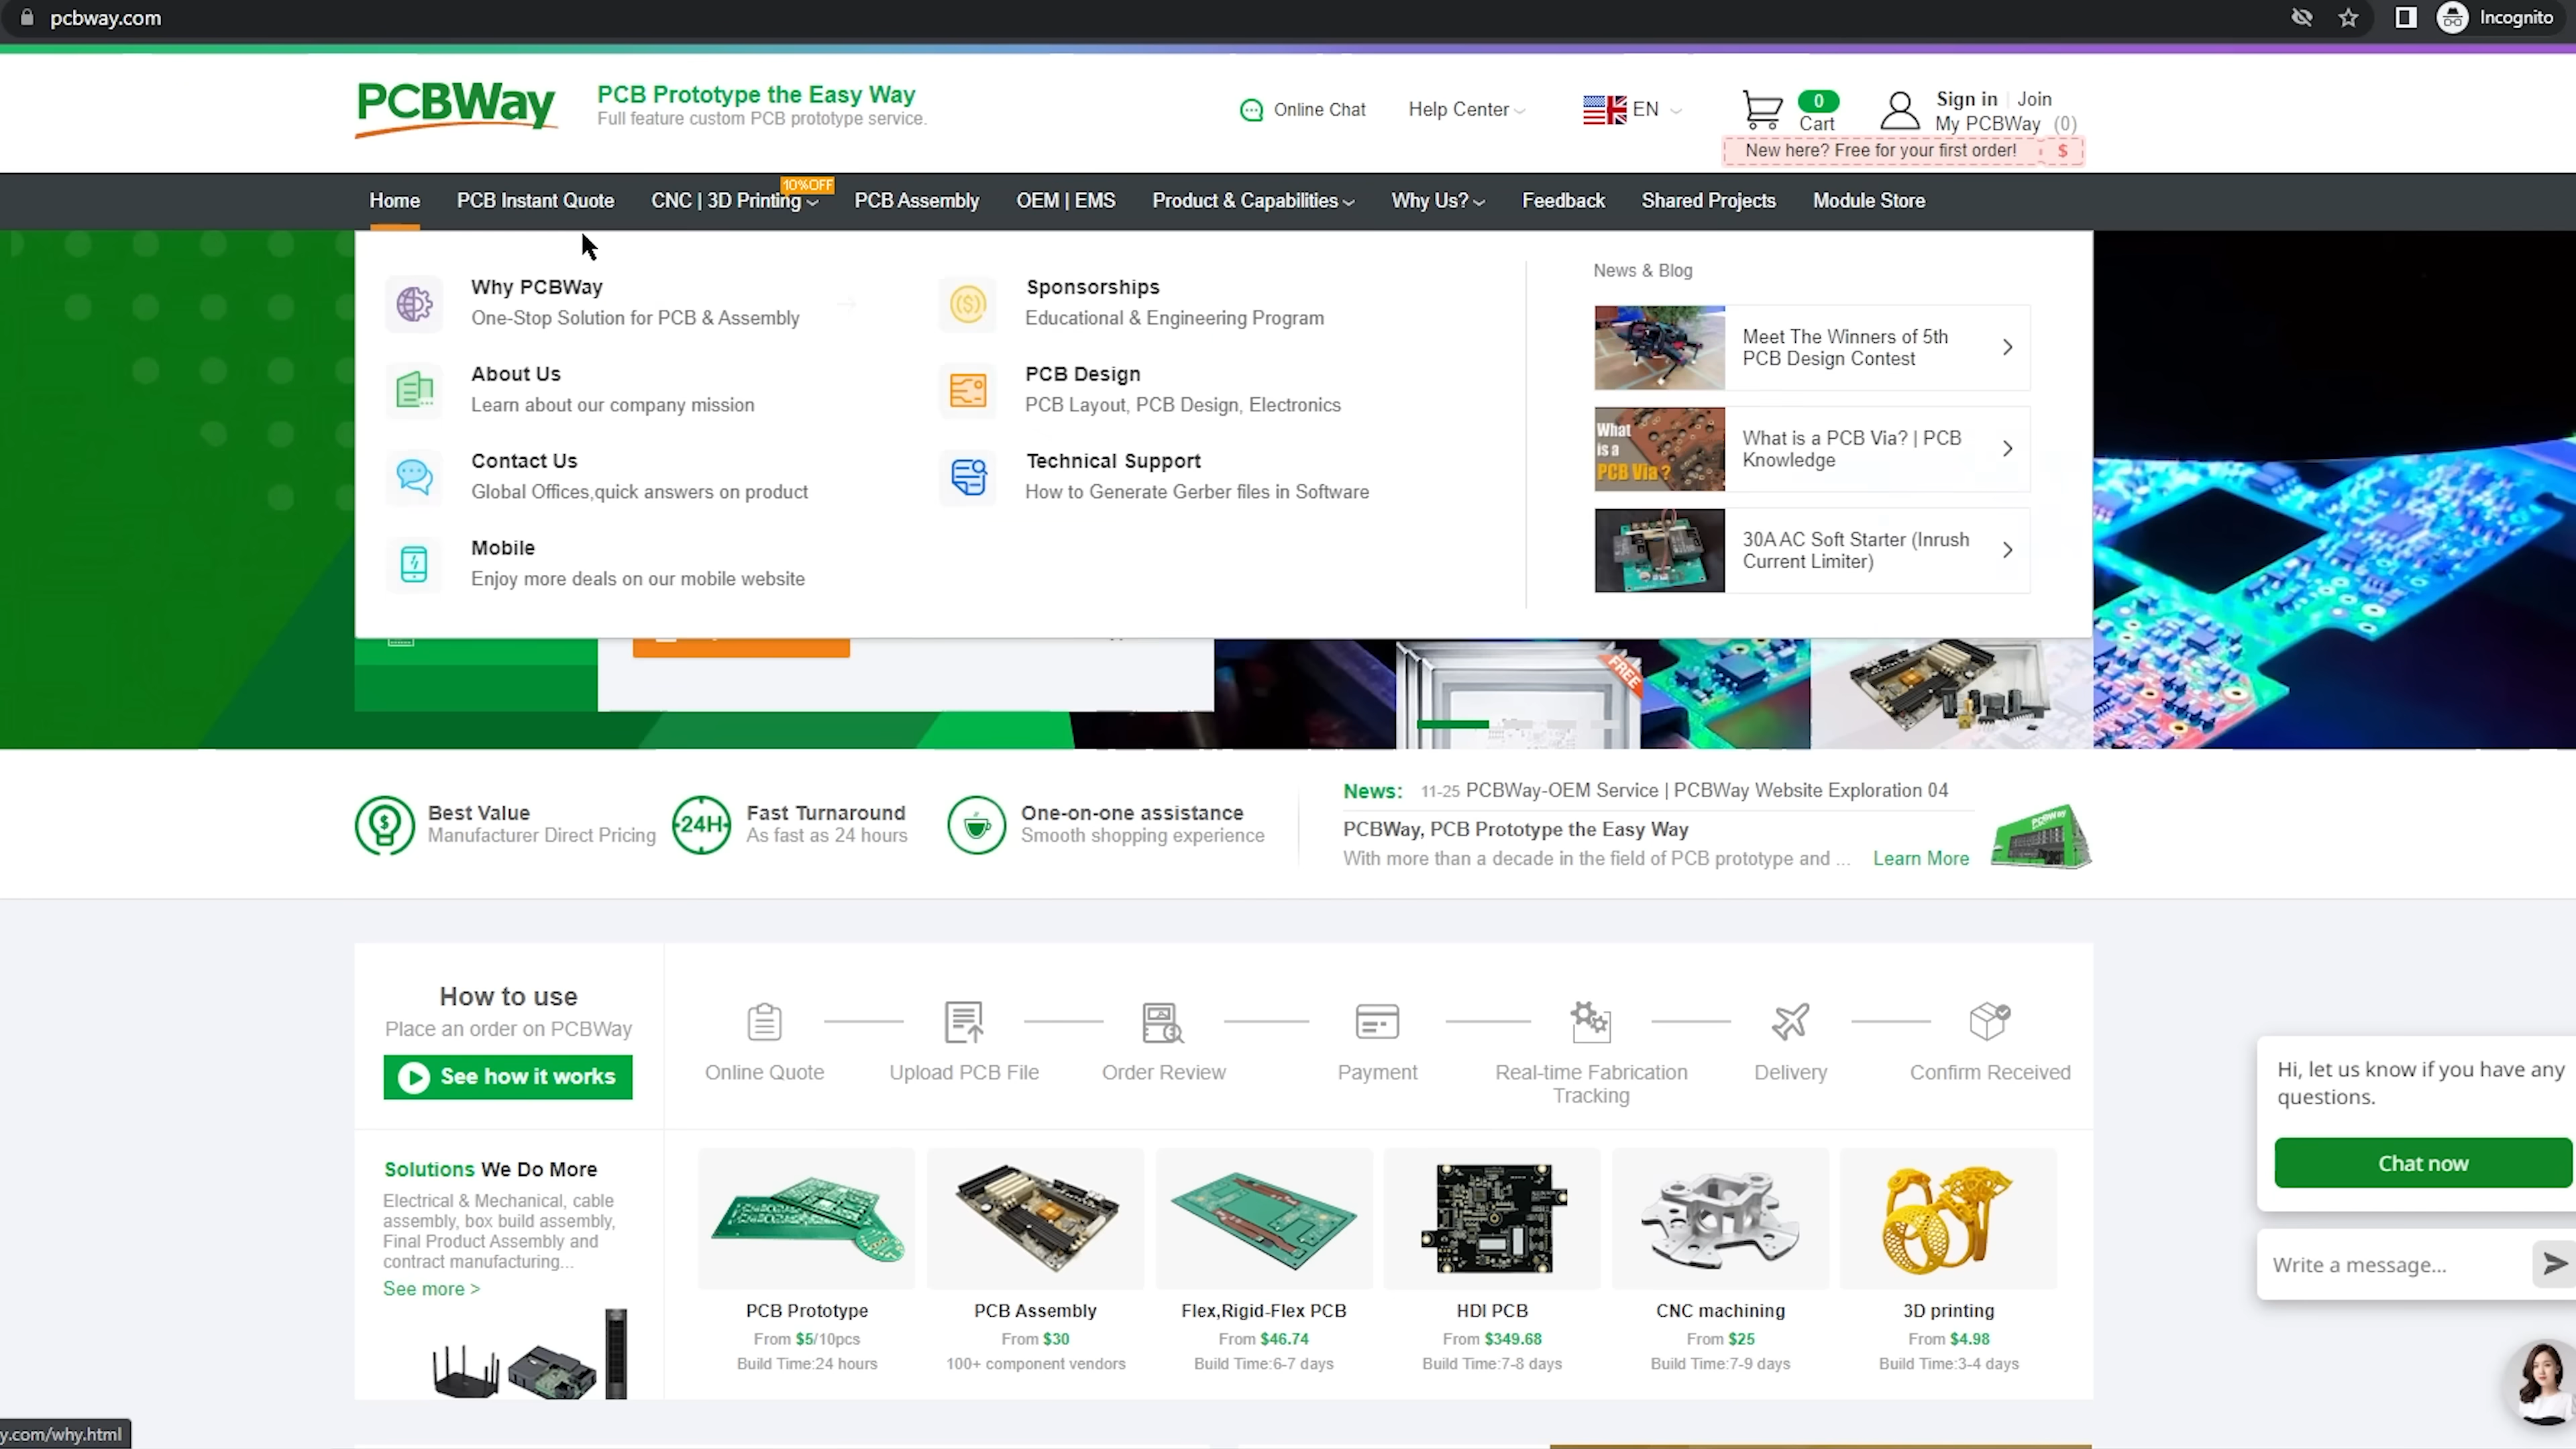 pcbway.com
Incognito
PCBWay
PCB Prototype the Easy Way
Full feature custom PCB prototype service.
Online Chat
Help Center
EN
0
Cart
Sign in | Join
My PCBWay (0)
New here? Free for your first order! $
10%OFF
Home
PCB Instant Quote
CNC | 3D Printing
PCB Assembly
OEM | EMS
Product & Capabilities
Why Us?
Feedback
Shared Projects
Module Store
Why PCBWay
One-Stop Solution for PCB & Assembly
About Us
Learn about our company mission
Contact Us
Global Offices,quick answers on product
Mobile
Enjoy more deals on our mobile website
Sponsorships
Educational & Engineering Program
PCB Design
PCB Layout, PCB Design, Electronics
Technical Support
How to Generate Gerber files in Software
News & Blog
Meet The Winners of 5th
PCB Design Contest
What
is a
PCB Via ?
What is a PCB Via? | PCB
Knowledge
30A AC Soft Starter (Inrush
Current Limiter)
FREE
Best Value
Manufacturer Direct Pricing
24H
Fast Turnaround
As fast as 24 hours
One-on-one assistance
Smooth shopping experience
News: 11-25 PCBWay-OEM Service | PCBWay Website Exploration 04
PCBWay, PCB Prototype the Easy Way
With more than a decade in the field of PCB prototype and ... Learn More
PCBWay
How to use
Place an order on PCBWay
See how it works
Online Quote
Upload PCB File
Order Review
Payment
Real-time Fabrication
Tracking
Delivery
Confirm Received
Solutions We Do More
Electrical & Mechanical, cable
assembly, box build assembly,
Final Product Assembly and
contract manufacturing...
See more >
PCB Prototype
From $5/10pcs
Build Time:24 hours
PCB Assembly
From $30
100+ component vendors
Flex,Rigid-Flex PCB
From $46.74
Build Time:6-7 days
HDI PCB
From $349.68
Build Time:7-8 days
CNC machining
From $25
Build Time:7-9 days
3D printing
From $4.98
Build Time:3-4 days
Hi, let us know if you have any
questions.
Chat now
Write a message...
y.com/why.html